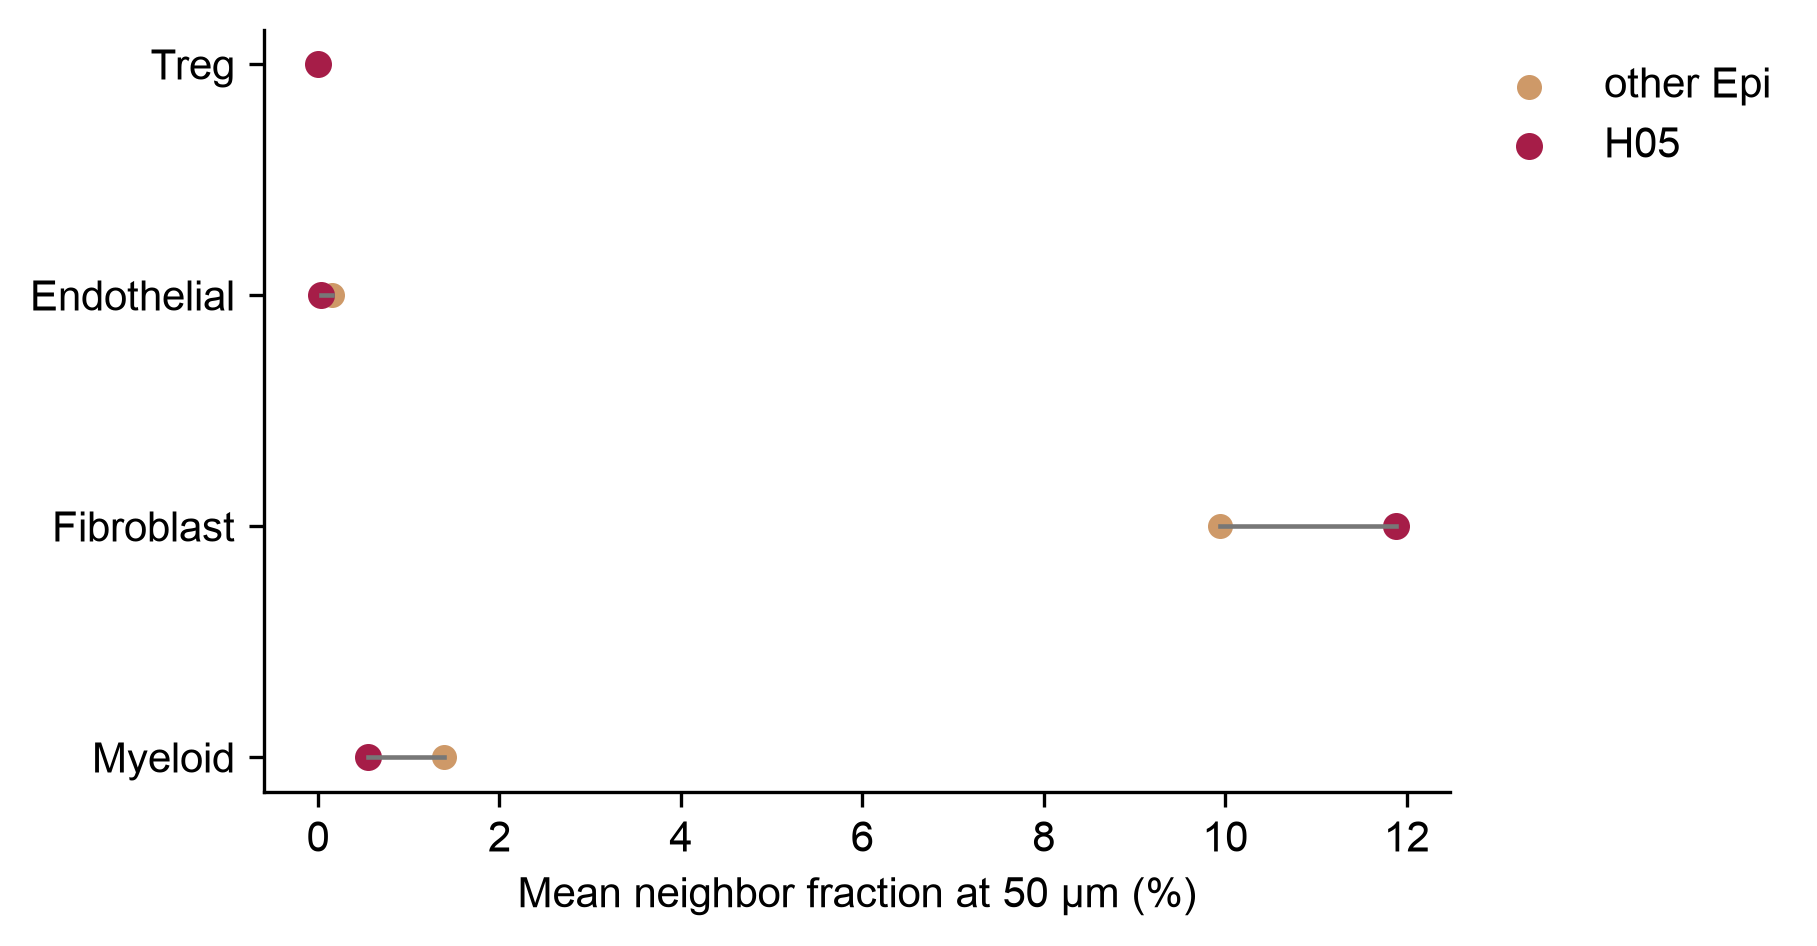 Treg
Endothelial
Fibroblast
Myeloid
0 2 4 6 8 10 12
Mean neighbor fraction at 50 µm (%)
other Epi
H05